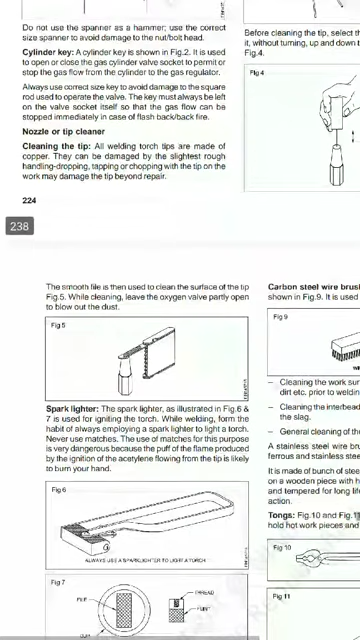 Do not use the spanner as a hammer; use the correct
size spanner to avoid damage to the nut/bolt head.
Cylinder key: A cylinder key is shown in Fig.2. It is used
to open or close the gas cylinder valve socket to permit or
stop the gas flow from the cylinder to the gas regulator.
Always use correct size key to avoid damage to the square
rod used to operate the valve. The key must always be left
on the valve socket itself so that the gas flow can be
stopped immediately in case of flash back/back fire.
Nozzle or tip cleaner
Cleaning the tip: All welding torch tips are made of
copper. They can be damaged by the slightest rough
handling-dropping, tapping or chopping with the tip on the
work may damage the tip beyond repair.
224
Before cleaning the tip, select th
it, without turning, up and down t
Fig.4.
Fig 4
238
The smooth file is then used to clean the surface of the tip
Fig.5. While cleaning, leave the oxygen valve partly open
to blow out the dust.
Fig 5
Spark lighter: The spark lighter, as illustrated in Fig.6 &
7 is used for igniting the torch. While welding, form the
habit of always employing a spark lighter to light a torch.
Never use matches. The use of matches for this purpose
is very dangerous because the puff of the flame produced
by the ignition of the acetylene flowing from the tip is likely
to burn your hand.
Fig 6
ALWAYS USE A SPARKLIGHTER TO LIGHT A TORCH.
Fig 7
FILE
THREAD
FLINT
CUP
Carbon steel wire brush
shown in Fig.9. It is used
Fig 9
– Cleaning the work sur
dirt etc. prior to weldin
– Cleaning the interbead
the slag.
– General cleaning of the
A stainless steel wire bru
ferrous and stainless stee
It is made of bunch of stee
on a wooden piece with h
and tempered for long life
action.
Tongs: Fig.10 and Fig.11
hold hot work pieces and
Fig 10
Fig 11